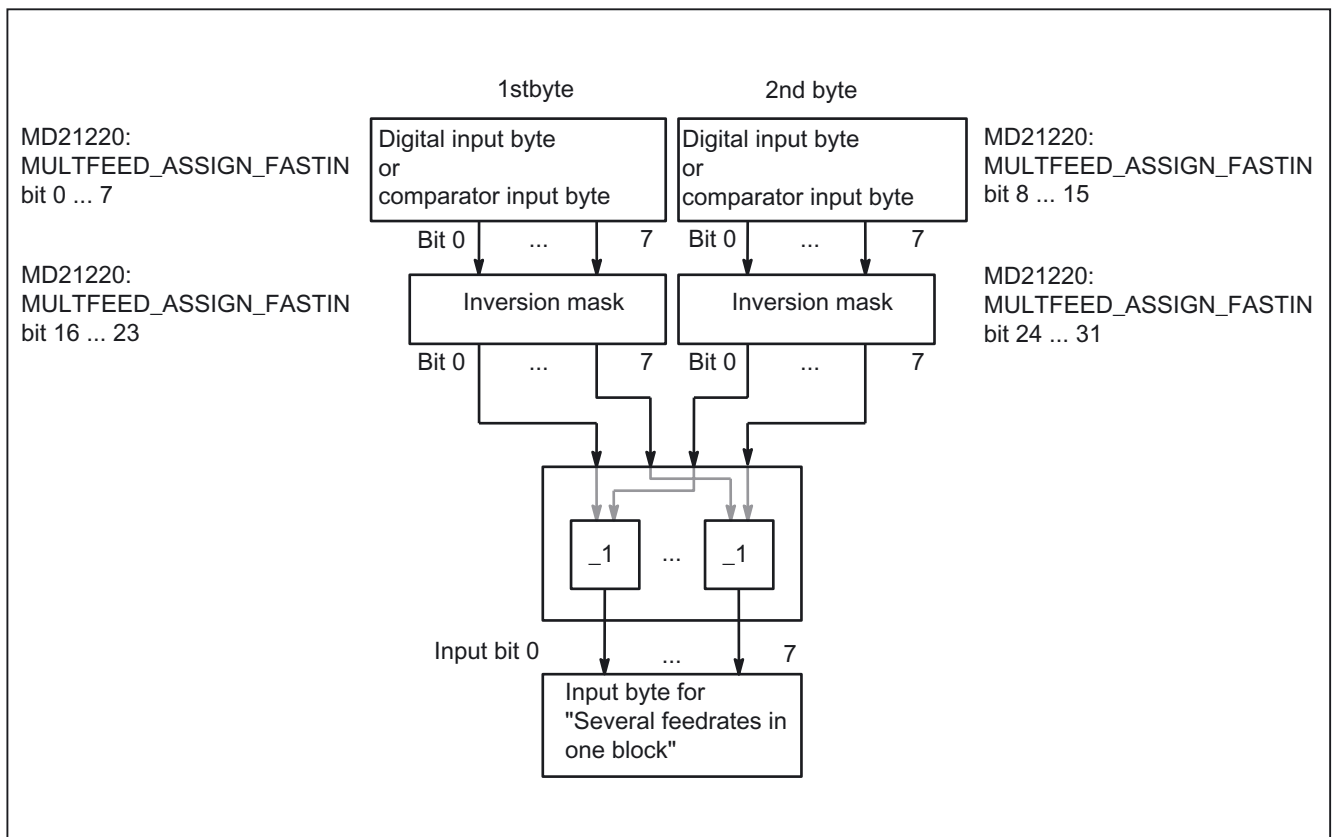 1stbyte
2nd byte
MD21220:
MULTFEED_ASSIGN_FASTIN
bit 0 ... 7
Digital input byte
or
comparator input byte
Digital input byte
or
comparator input byte
MD21220:
MULTFEED_ASSIGN_FASTIN
bit 8 ... 15
Bit 0 ... 7
Bit 0 ... 7
MD21220:
MULTFEED_ASSIGN_FASTIN
bit 16 ... 23
Inversion mask
Inversion mask
MD21220:
MULTFEED_ASSIGN_FASTIN
bit 24 ... 31
Bit 0 ... 7
Bit 0 ... 7
_1 ... _1
Input bit 0 ... 7
Input byte for
"Several feedrates in
one block"